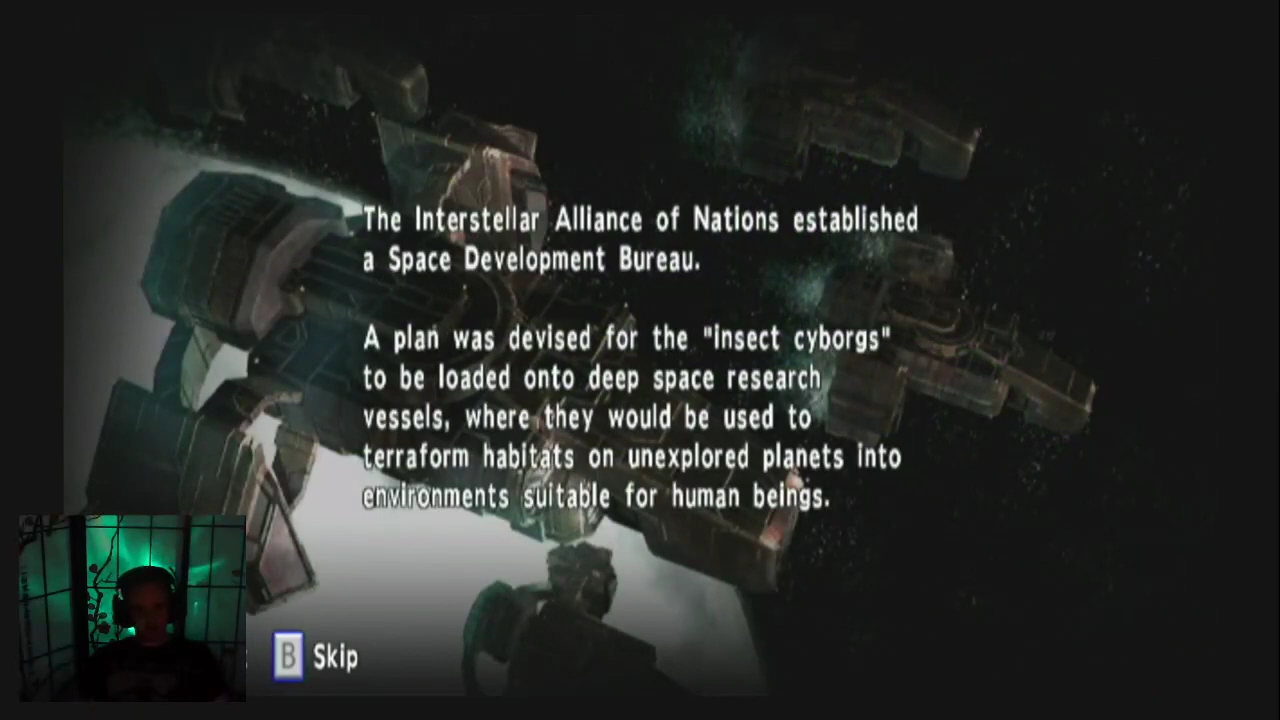 The Interstellar Alliance of Nations established
a Space Development Bureau.
A plan was devised for the "insect cyborgs"
to be loaded onto deep space research
vessels, where they would be used to
terraform habitats on unexplored planets into
environments suitable for human beings.
B Skip